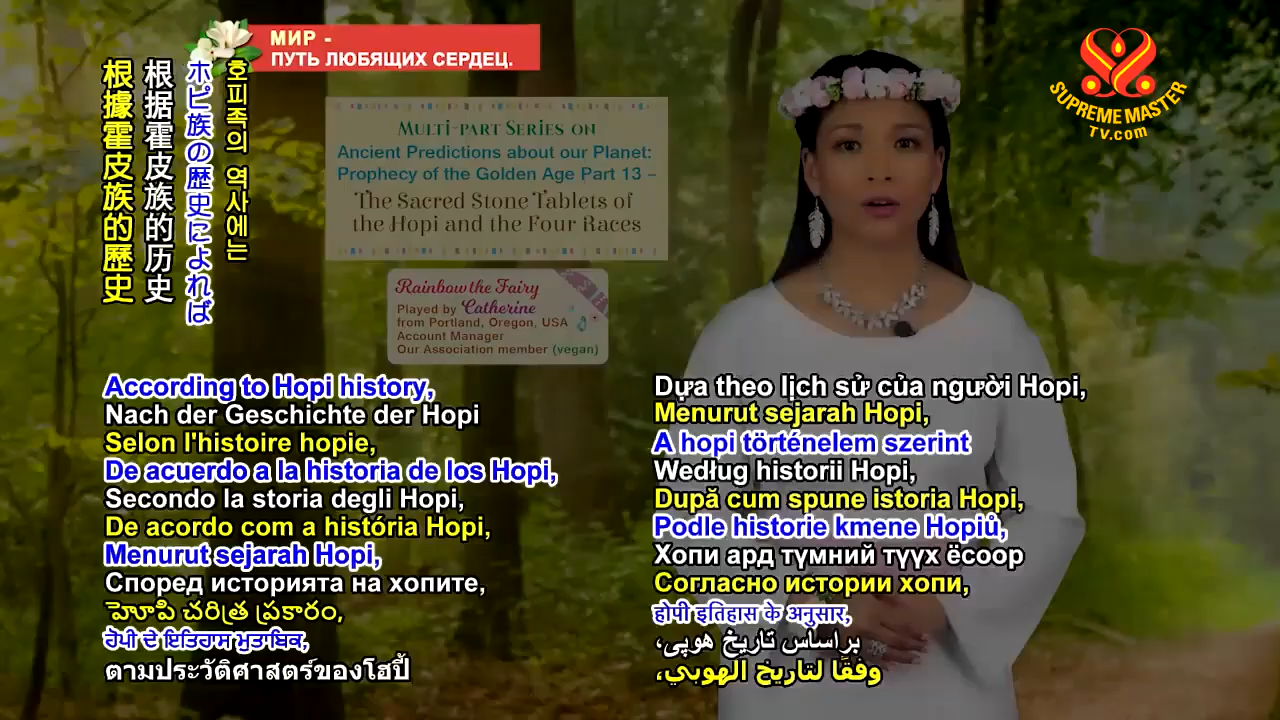 МИР -
ПУТЬ ЛЮБЯЩИХ СЕРДЕЦ.
SUPREME MASTER
TV.com
호피족의 역사에는
ホピ族の歴史によれば
根据霍皮族的历史
根據霍皮族的歷史
MULTI-PART SERIES ON
Ancient Predictions about our Planet:
Prophecy of the Golden Age Part 13 –
The Sacred Stone Tablets of
the Hopi and the Four Races
Rainbow the Fairy
Played by Catherine
from Portland, Oregon, USA
Account Manager
Our Association member (vegan)
According to Hopi history,
Nach der Geschichte der Hopi
Selon l'histoire hopie,
De acuerdo a la historia de los Hopi,
Secondo la storia degli Hopi,
De acordo com a história Hopi,
Menurut sejarah Hopi,
Според историята на хопите,
హెూపి చరిత్ర ప్రకారం,
ਹੋਪੀ ਦੇ ਇਤਿਹਾਸ ਮੁਤਾਬਿਕ,
ตามประวัติศาสตร์ของโฮปี้
Dựa theo lịch sử của người Hopi,
Menurut sejarah Hopi,
A hopi történelem szerint
Według historii Hopi,
După cum spune istoria Hopi,
Podle historie kmene Hopiů,
Хопи ард түмний түүх ёсоор
Согласно истории хопи,
होपी इतिहास के अनुसार,
براساس تاریخ هوپی،
وفقًا لتاريخ الهوبي،